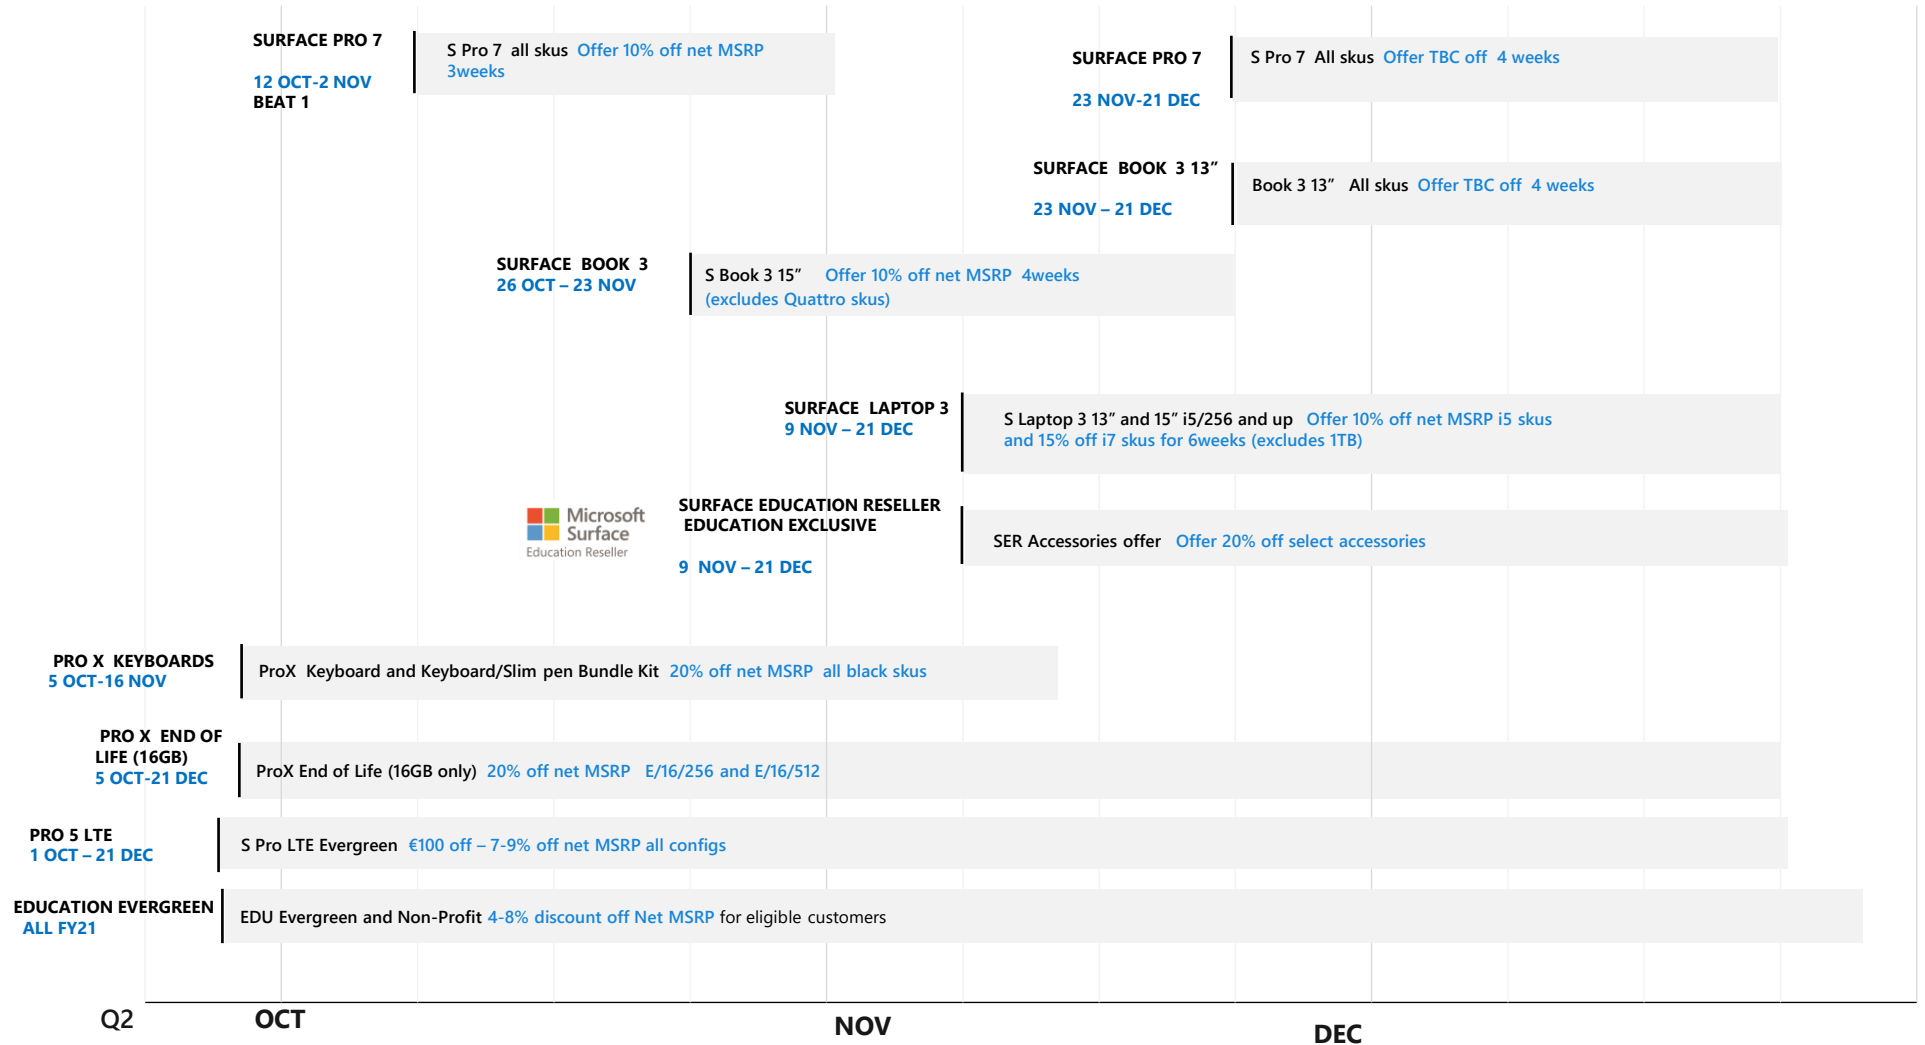 SURFACE PRO 7
12 OCT-2 NOV
BEAT 1
S Pro 7 all skus Offer 10% off net MSRP
3weeks
SURFACE PRO 7
23 NOV-21 DEC
S Pro 7 All skus Offer TBC off 4 weeks
SURFACE BOOK 3 13”
23 NOV – 21 DEC
Book 3 13” All skus Offer TBC off 4 weeks
SURFACE BOOK 3
26 OCT – 23 NOV
S Book 3 15” Offer 10% off net MSRP 4weeks
(excludes Quattro skus)
SURFACE LAPTOP 3
9 NOV – 21 DEC
S Laptop 3 13” and 15” i5/256 and up Offer 10% off net MSRP i5 skus
and 15% off i7 skus for 6weeks (excludes 1TB)
Microsoft
Surface
Education Reseller
SURFACE EDUCATION RESELLER
EDUCATION EXCLUSIVE
9 NOV – 21 DEC
SER Accessories offer Offer 20% off select accessories
PRO X KEYBOARDS
5 OCT-16 NOV
ProX Keyboard and Keyboard/Slim pen Bundle Kit 20% off net MSRP all black skus
PRO X END OF
LIFE (16GB)
5 OCT-21 DEC
ProX End of Life (16GB only) 20% off net MSRP E/16/256 and E/16/512
PRO 5 LTE
1 OCT – 21 DEC
S Pro LTE Evergreen €100 off – 7-9% off net MSRP all configs
EDUCATION EVERGREEN
ALL FY21
EDU Evergreen and Non-Profit 4-8% discount off Net MSRP for eligible customers
Q2
OCT
NOV
DEC